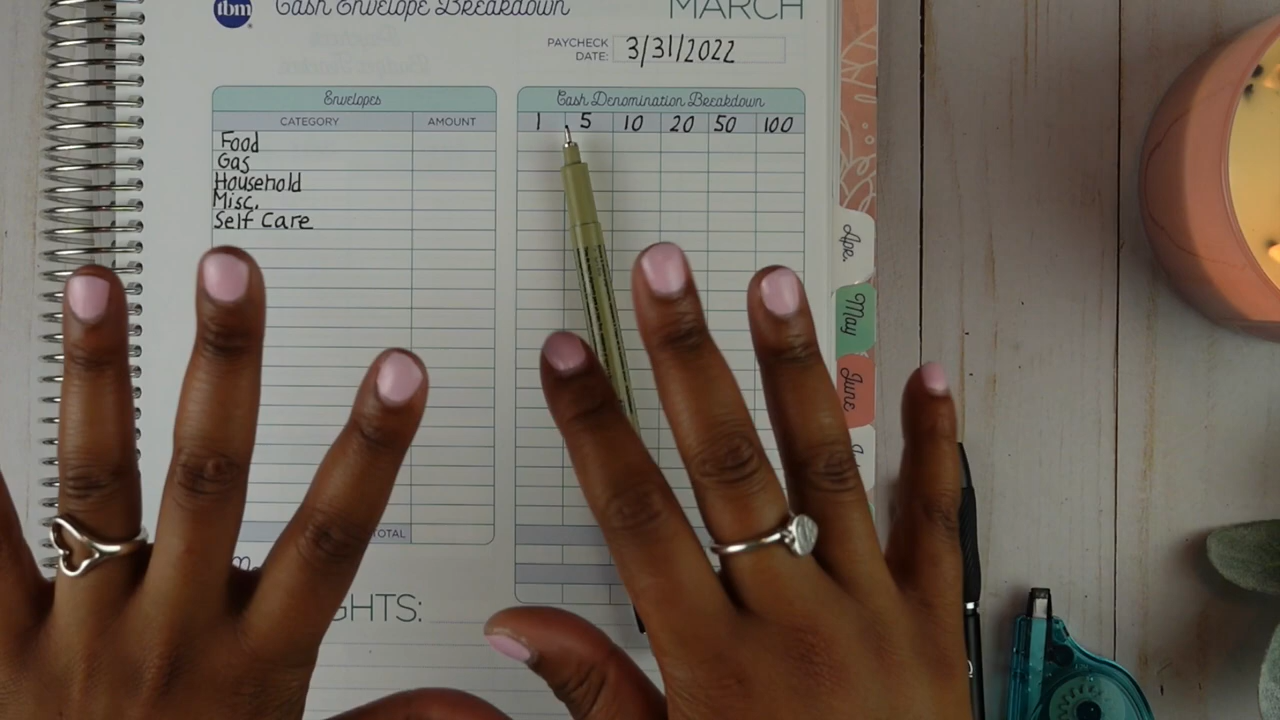 tbm
Cash Envelope Breakdown
MARCH
PAYCHECK
DATE: 3/31/2022
Envelopes
CATEGORY AMOUNT
Food
Gas
Household
Misc.
Self Care
TOTAL
Cash Denomination Breakdown
1 5 10 20 50 100
GHTS:
Apr.
May
June